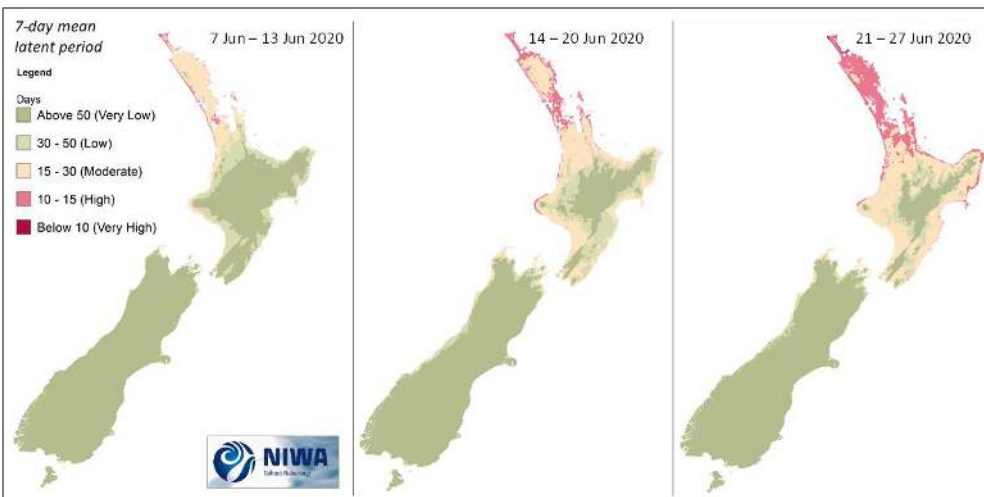 7-day mean
latent period
Legend
Days
Above 50 (Very Low)
30 - 50 (Low)
15 - 30 (Moderate)
10 - 15 (High)
Below 10 (Very High)
7 Jun – 13 Jun 2020
14 – 20 Jun 2020
21 – 27 Jun 2020
NIWA
Taihoro Nukurangi